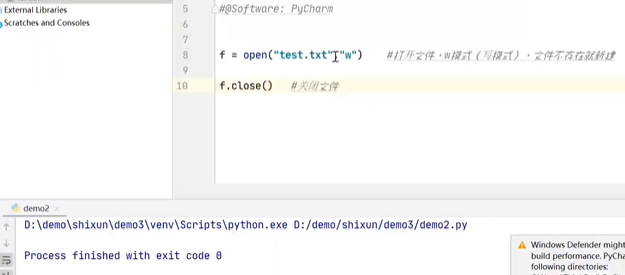 External Libraries
Scratches and Consoles
5 #@Software: PyCharm
6
7
8 f = open("test.txt","w") #打开文件，w模式（写模式），文件不存在就新建
9
10 f.close() #关闭文件
demo2
D:\demo\shixun\demo3\venv\Scripts\python.exe D:/demo/shixun/demo3/demo2.py
Process finished with exit code 0
Windows Defender might
build performance. PyCha
following directories: